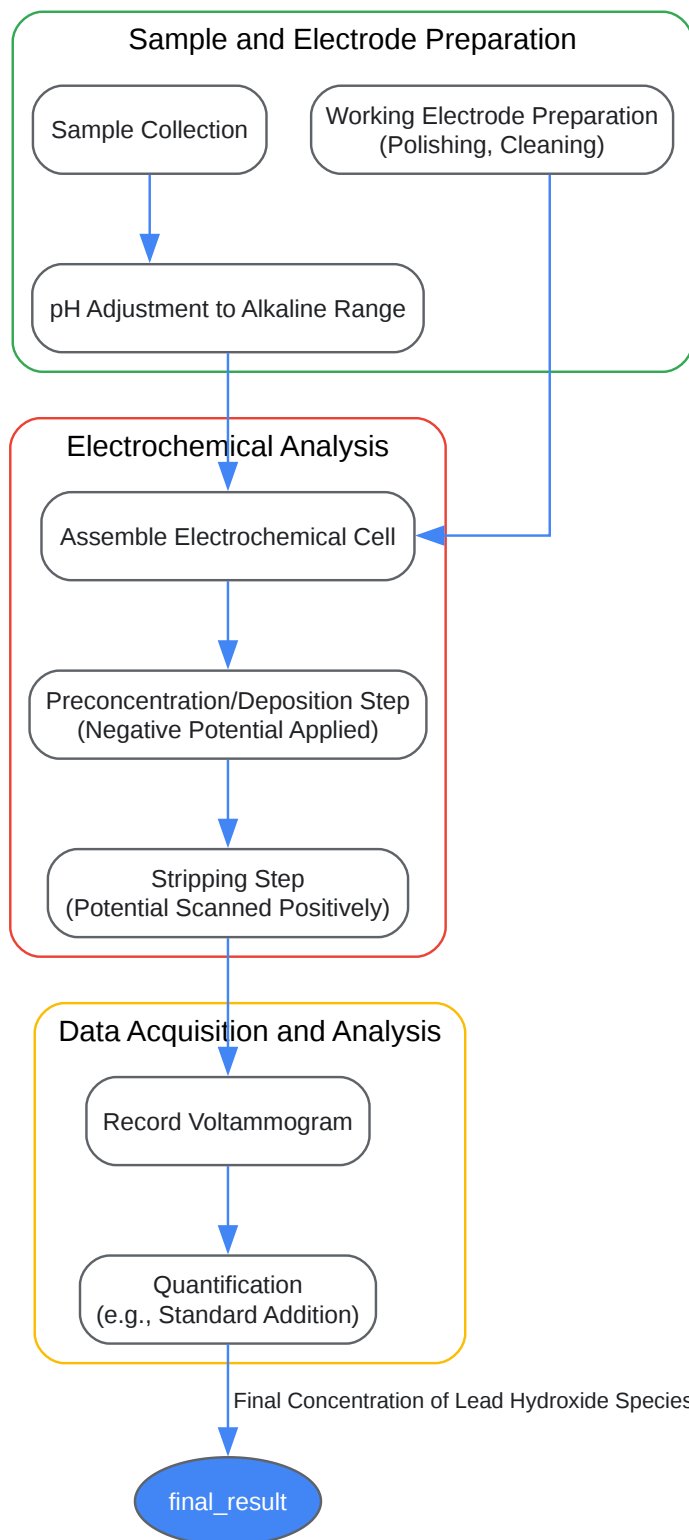 Sample and Electrode Preparation
Sample Collection
Working Electrode Preparation
(Polishing, Cleaning)
pH Adjustment to Alkaline Range
Electrochemical Analysis
Assemble Electrochemical Cell
Preconcentration/Deposition Step
(Negative Potential Applied)
Stripping Step
(Potential Scanned Positively)
Data Acquisition and Analysis
Record Voltammogram
Quantification
(e.g., Standard Addition)
Final Concentration of Lead Hydroxide Species
final_result